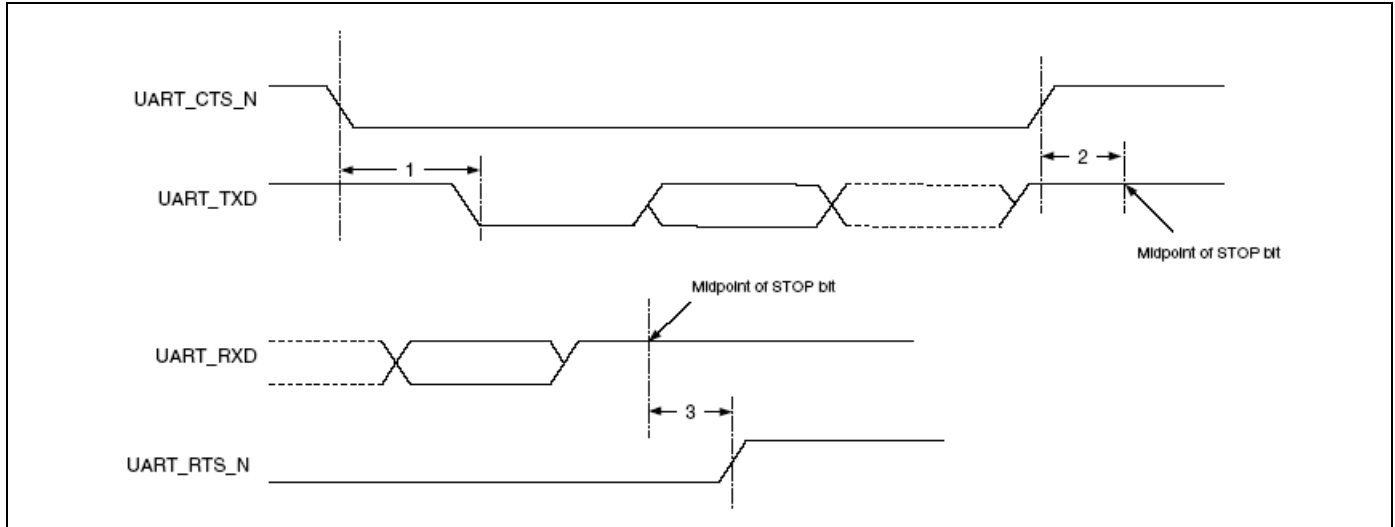 UART_CTS_N
1
2
UART_TXD
Midpoint of STOP bit
Midpoint of STOP bit
UART_RXD
3
UART_RTS_N